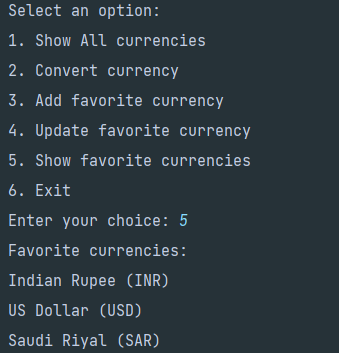 Select an option:
1. Show All currencies
2. Convert currency
3. Add favorite currency
4. Update favorite currency
5. Show favorite currencies
6. Exit
Enter your choice: 5
Favorite currencies:
Indian Rupee (INR)
US Dollar (USD)
Saudi Riyal (SAR)